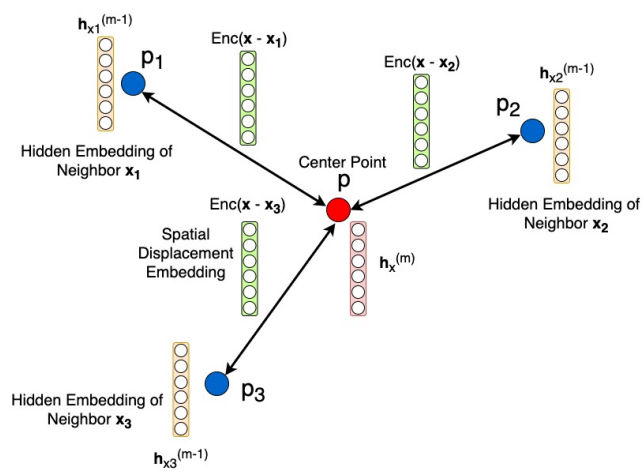 hx1(m-1)
p1
Hidden Embedding of
Neighbor x1
Enc(x - x1)
Enc(x - x2)
hx2(m-1)
p2
Hidden Embedding of
Neighbor x2
Center Point
p
hx(m)
Enc(x - x3)
Spatial
Displacement
Embedding
p3
Hidden Embedding of
Neighbor x3
hx3(m-1)